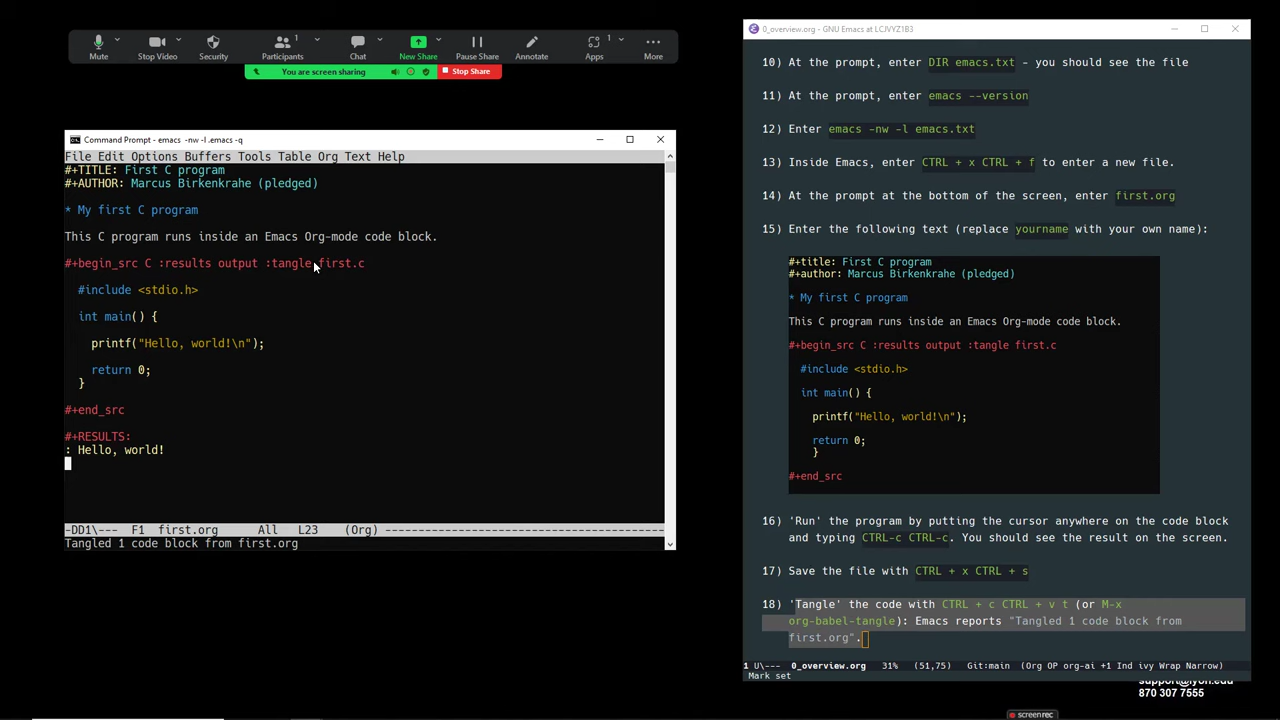 Mute
Stop Video
Security
1
Participants
Chat
New Share
Pause Share
Annotate
1
Apps
More
You are screen sharing
Stop Share
Command Prompt - emacs -nw -l .emacs -q
File Edit Options Buffers Tools Table Org Text Help
#+TITLE: First C program
#+AUTHOR: Marcus Birkenkrahe (pledged)
* My first C program
This C program runs inside an Emacs Org-mode code block.
#+begin_src C :results output :tangle first.c
#include <stdio.h>
int main() {
printf("Hello, world!\n");
return 0;
}
#+end_src
#+RESULTS:
: Hello, world!
-DD1\--- F1 first.org All L23 (Org) ----------------------------------------
Tangled 1 code block from first.org
0_overview.org - GNU Emacs at LCJVYZ1B3
10) At the prompt, enter DIR emacs.txt - you should see the file
11) At the prompt, enter emacs --version
12) Enter emacs -nw -l emacs.txt
13) Inside Emacs, enter CTRL + x CTRL + f to enter a new file.
14) At the prompt at the bottom of the screen, enter first.org
15) Enter the following text (replace yourname with your own name):
#+title: First C program
#+author: Marcus Birkenkrahe (pledged)
* My first C program
This C program runs inside an Emacs Org-mode code block.
#+begin_src C :results output :tangle first.c
#include <stdio.h>
int main() {
printf("Hello, world!\n");
return 0;
}
#+end_src
16) 'Run' the program by putting the cursor anywhere on the code block
and typing CTRL-c CTRL-c. You should see the result on the screen.
17) Save the file with CTRL + x CTRL + s
18) 'Tangle' the code with CTRL + c CTRL + v t (or M-x
org-babel-tangle): Emacs reports "Tangled 1 code block from
first.org".
1 U\--- 0_overview.org 31% (51,75) Git:main (Org OP org-ai +1 Ind ivy Wrap Narrow)
Mark set
support@lyon.edu
870 307 7555
screenrec